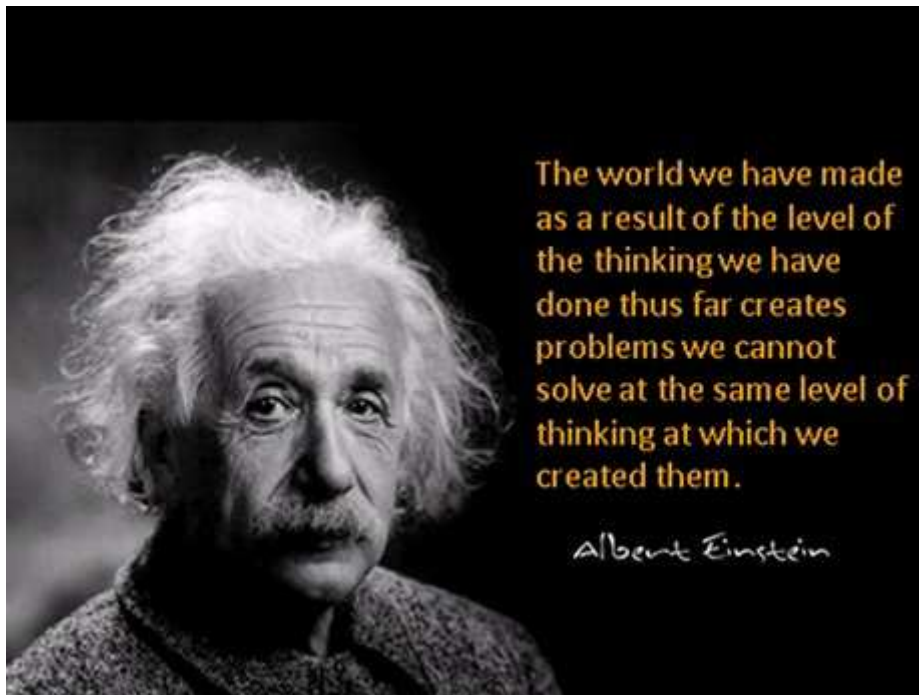 The world we have made
as a result of the level of
the thinking we have
done thus far creates
problems we cannot
solve at the same level of
thinking at which we
created them.
Albert Einstein